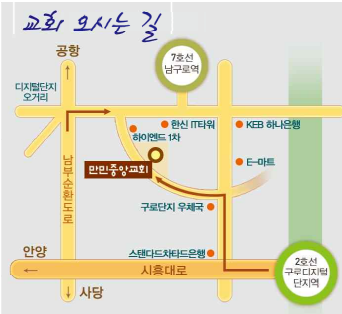 교회 오시는 길
공항
7호선
남구로역
디지털단지
오거리
한신 IT타워
하이엔드 1차
KEB 하나은행
E-마트
만민중앙교회
남부순환도로
구로단지 우체국
안양
스탠다드차타드은행
시흥대로
사당
2호선
구로디지털
단지역